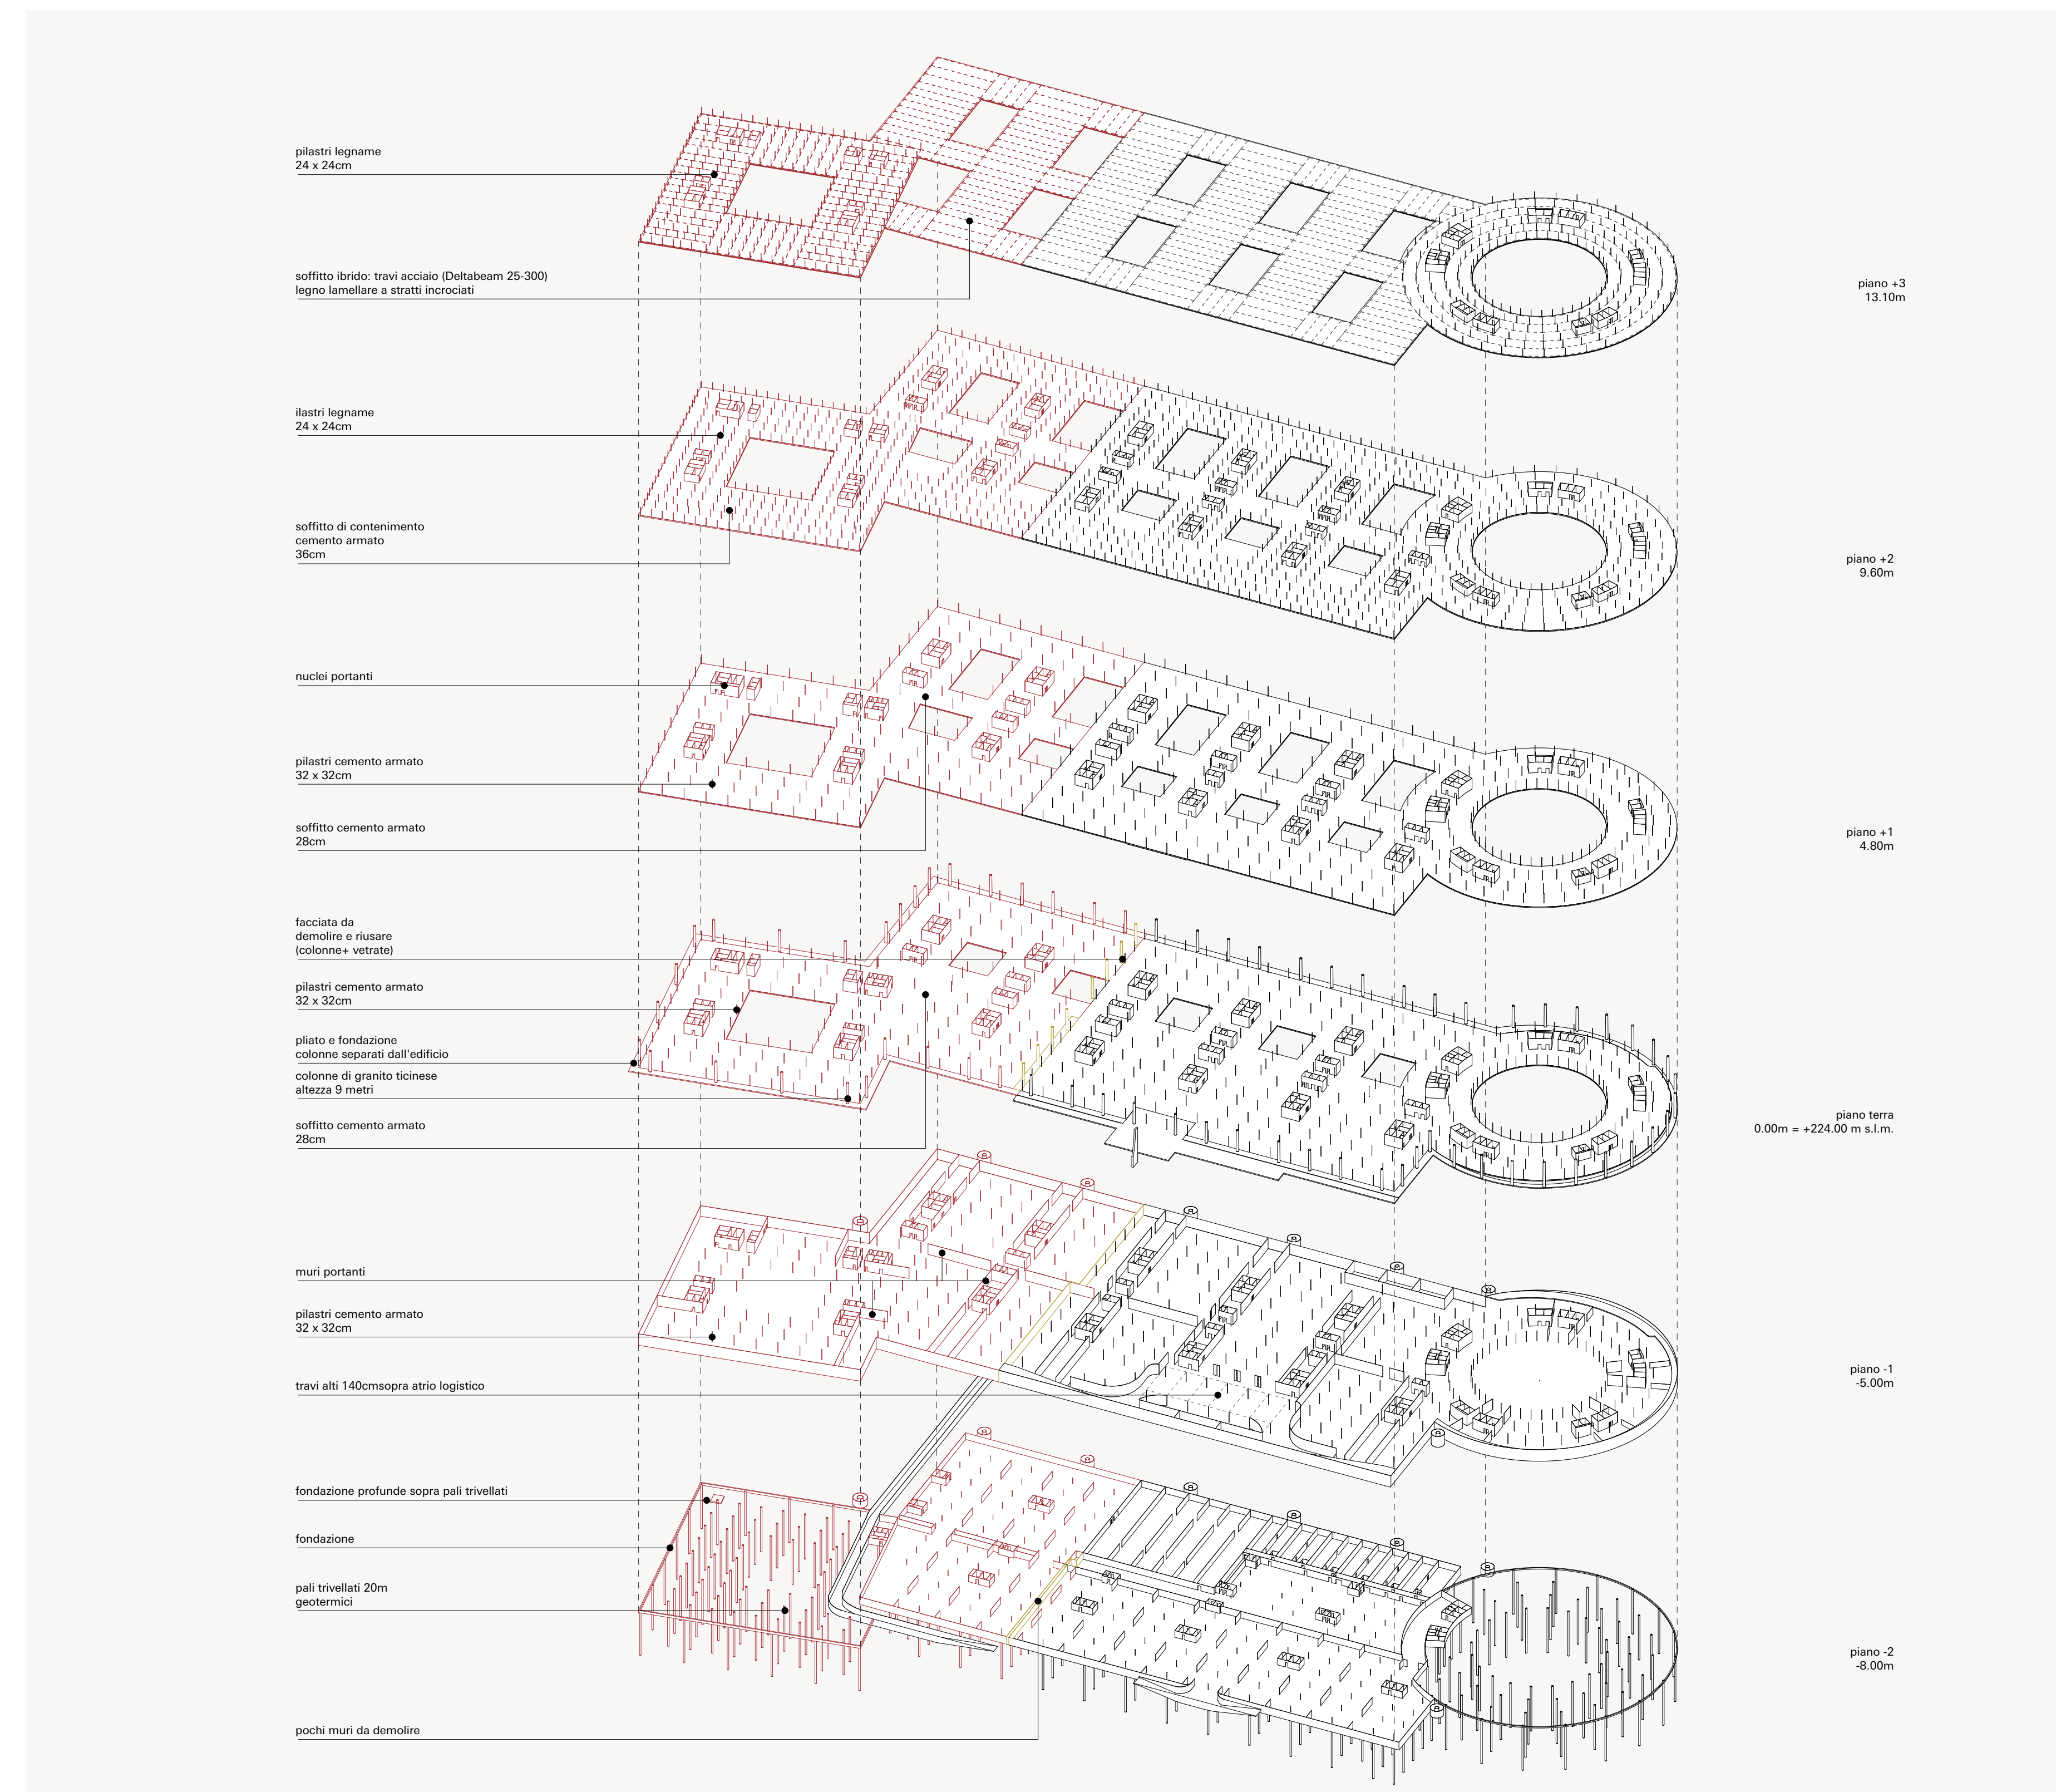 pilastri legname
24 x 24cm
soffitto ibrido: travi acciaio (Deltabeam 25-300)
legno lamellare a stratti incrociati
piano +3
13.10m
ilastri legname
24 x 24cm
soffitto di contenimento
cemento armato
36cm
piano +2
9.60m
nuclei portanti
pilastri cemento armato
32 x 32cm
soffitto cemento armato
28cm
piano +1
4.80m
facciata da
demolire e riusare
(colonne+ vetrate)
pilastri cemento armato
32 x 32cm
pliato e fondazione
colonne separati dall'edificio
colonne di granito ticinese
altezza 9 metri
soffitto cemento armato
28cm
piano terra
0.00m = +224.00 m s.l.m.
muri portanti
pilastri cemento armato
32 x 32cm
travi alti 140cmsopra atrio logistico
piano -1
-5.00m
fondazione profunde sopra pali trivellati
fondazione
pali trivellati 20m
geotermici
piano -2
-8.00m
pochi muri da demolire